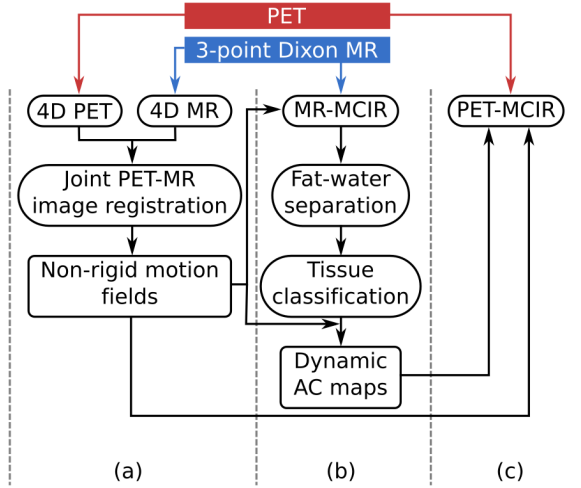 PET
3-point Dixon MR
4D PET
4D MR
MR-MCIR
PET-MCIR
Joint PET-MR
image registration
Fat-water
separation
Non-rigid motion
fields
Tissue
classification
Dynamic
AC maps
(a)
(b)
(c)